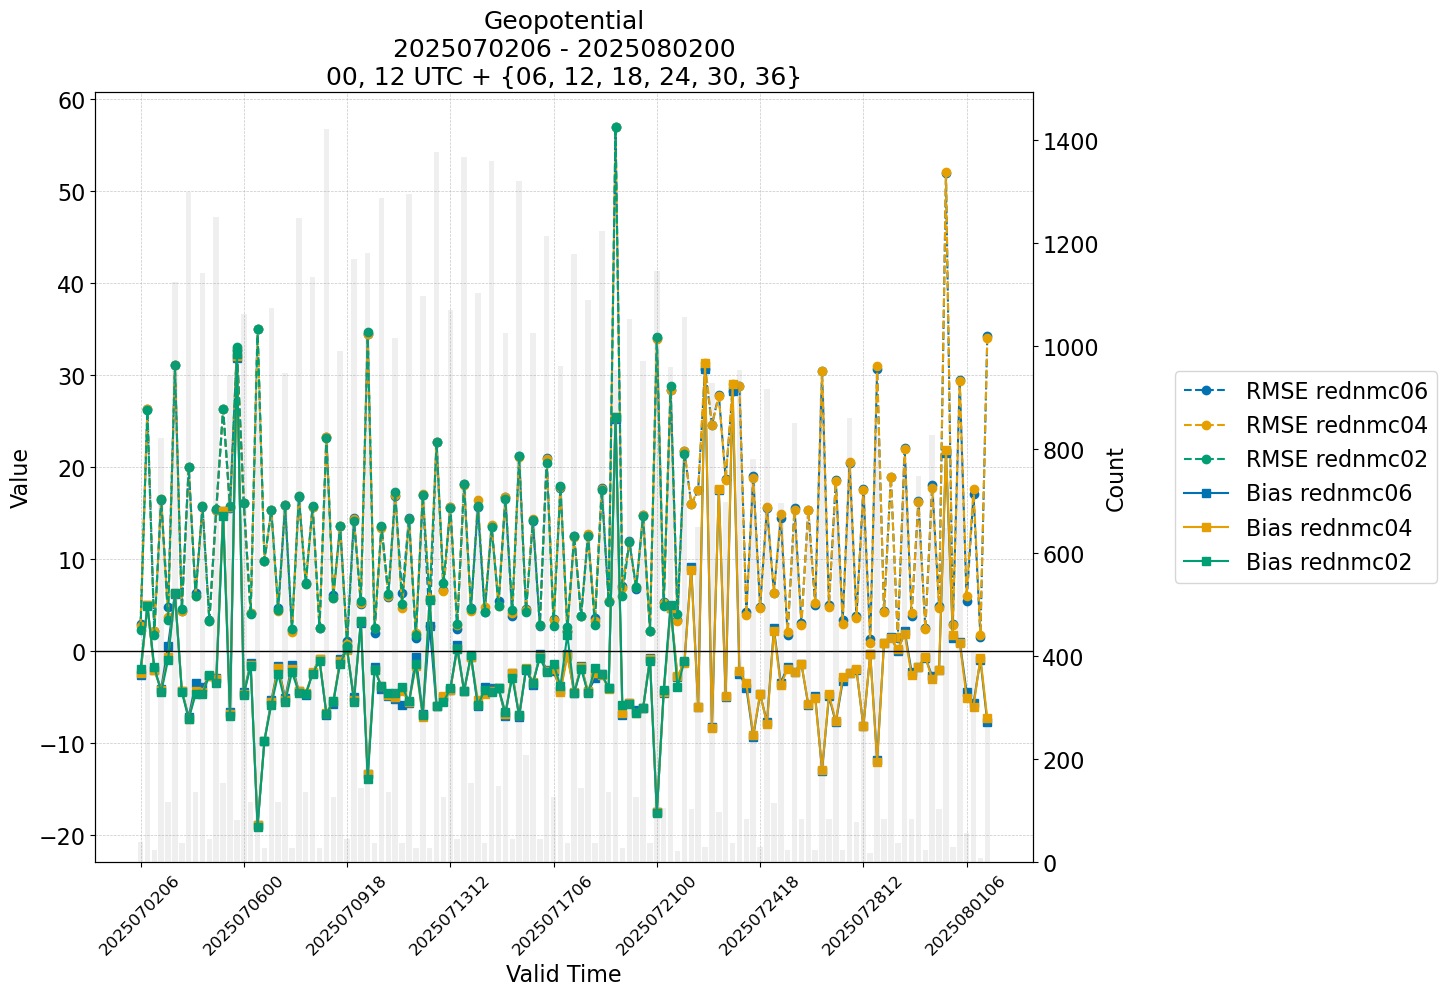 Geopotential
2025070206 - 2025080200
00, 12 UTC + {06, 12, 18, 24, 30, 36}
60
50
40
30
20
10
0
−10
−20
Value
1400
1200
1000
800
600
400
200
0
Count
2025070206
2025070600
2025070918
2025071312
2025071706
2025072100
2025072418
2025072812
2025080106
Valid Time
RMSE rednmc06
RMSE rednmc04
RMSE rednmc02
Bias rednmc06
Bias rednmc04
Bias rednmc02